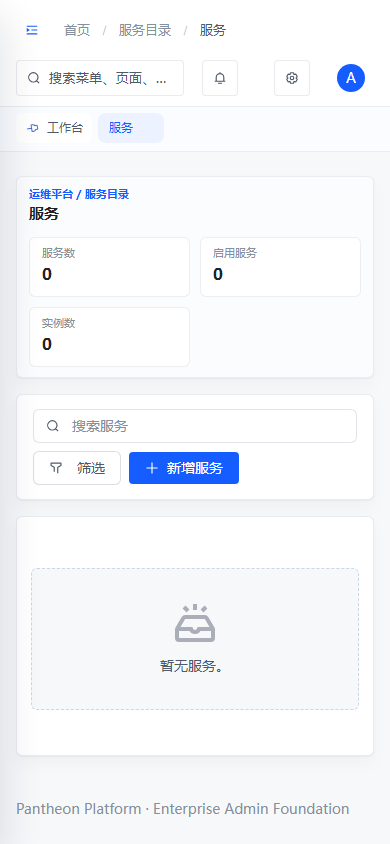 首页 / 服务目录 / 服务
搜索菜单、页面、...
A
工作台 服务
运维平台 / 服务目录
服务
服务数 启用服务
0 0
实例数
0
搜索服务
筛选 新增服务
暂无服务。
Pantheon Platform · Enterprise Admin Foundation